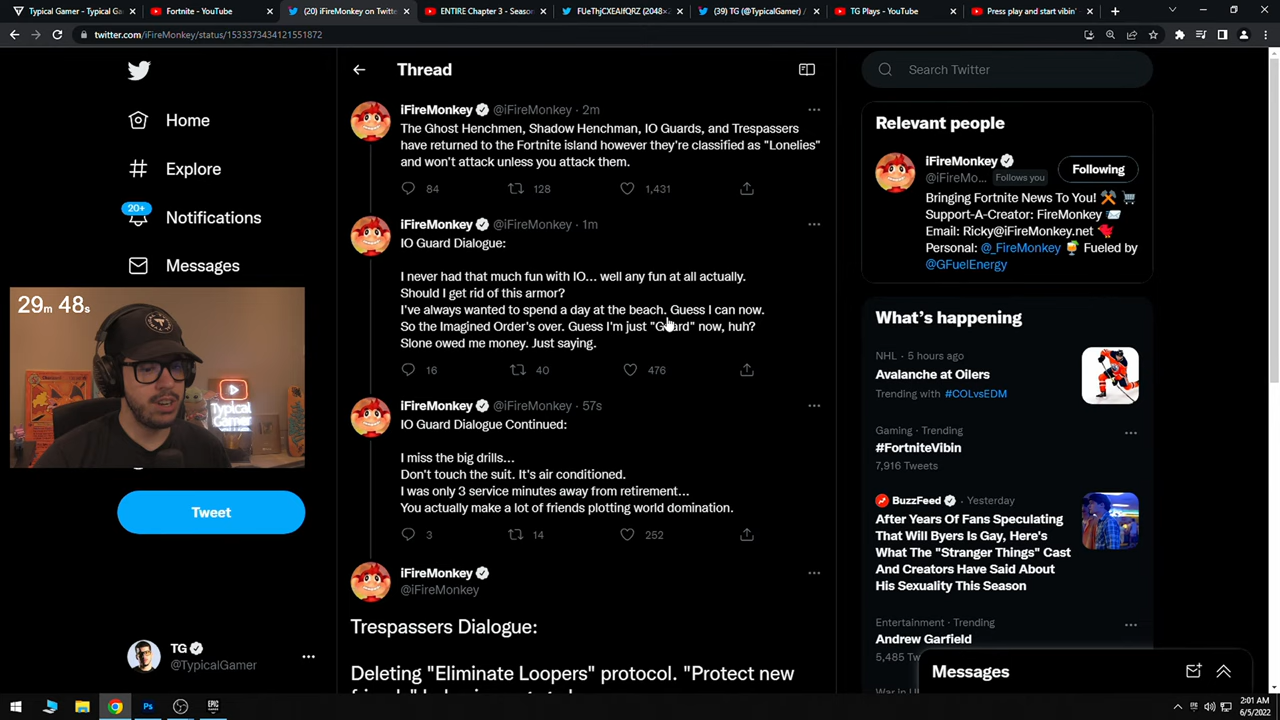 Typical Gamer - Typical Ga
Fortnite - YouTube
(20) iFireMonkey on Twitt
ENTIRE Chapter 3 - Season
FUeThjCXEAIfQRZ (2048×2
(39) TG (@TypicalGamer) /
TG Plays - YouTube
Press play and start vibin'
twitter.com/iFireMonkey/status/1533373434121551872
Home
Explore
20+
Notifications
Messages
29m 48s
Typical
Gamer
Tweet
TG
@TypicalGamer
Thread
iFireMonkey @iFireMonkey · 2m
The Ghost Henchmen, Shadow Henchman, IO Guards, and Trespassers
have returned to the Fortnite island however they're classified as "Lonelies"
and won't attack unless you attack them.
84 128 1,431
iFireMonkey @iFireMonkey · 1m
IO Guard Dialogue:
I never had that much fun with IO... well any fun at all actually.
Should I get rid of this armor?
I've always wanted to spend a day at the beach. Guess I can now.
So the Imagined Order's over. Guess I'm just "Guard" now, huh?
Slone owed me money. Just saying.
16 40 476
iFireMonkey @iFireMonkey · 57s
IO Guard Dialogue Continued:
I miss the big drills...
Don't touch the suit. It's air conditioned.
I was only 3 service minutes away from retirement...
You actually make a lot of friends plotting world domination.
3 14 252
iFireMonkey
@iFireMonkey
Trespassers Dialogue:
Deleting "Eliminate Loopers" protocol. "Protect new
Search Twitter
Relevant people
iFireMonkey
@iFireMo... Follows you
Following
Bringing Fortnite News To You!
Support-A-Creator: FireMonkey
Email: Ricky@iFireMonkey.net
Personal: @_FireMonkey Fueled by
@GFuelEnergy
What's happening
NHL · 5 hours ago
Avalanche at Oilers
Trending with #COLvsEDM
Gaming · Trending
#FortniteVibin
7,916 Tweets
BuzzFeed · Yesterday
After Years Of Fans Speculating
That Will Byers Is Gay, Here's
What The "Stranger Things" Cast
And Creators Have Said About
His Sexuality This Season
Entertainment · Trending
Andrew Garfield
5,485 Tw
Messages
EPIC
2:01 AM
6/5/2022